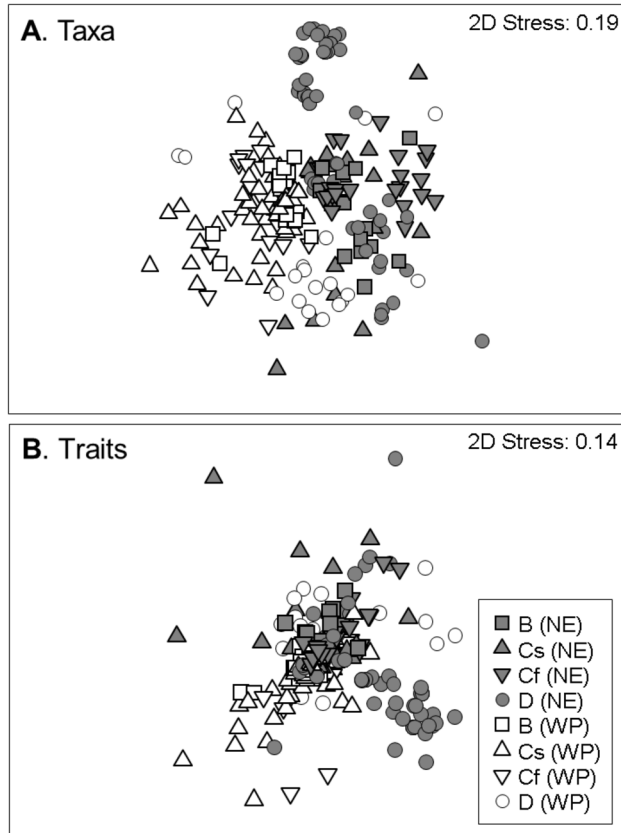 A. Taxa
2D Stress: 0.19
B. Traits
2D Stress: 0.14
B (NE)
Cs (NE)
Cf (NE)
D (NE)
B (WP)
Cs (WP)
Cf (WP)
D (WP)